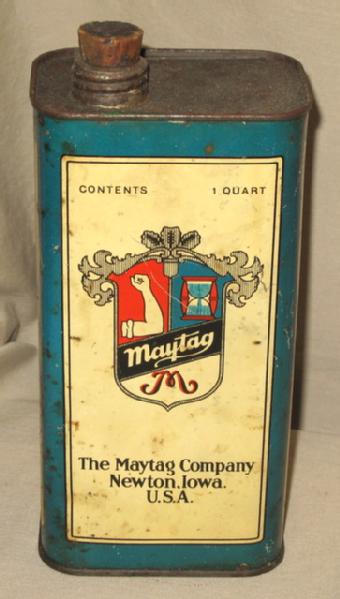 CONTENTS 1 QUART
Maytag
M
The Maytag Company
Newton, Iowa.
U.S.A.